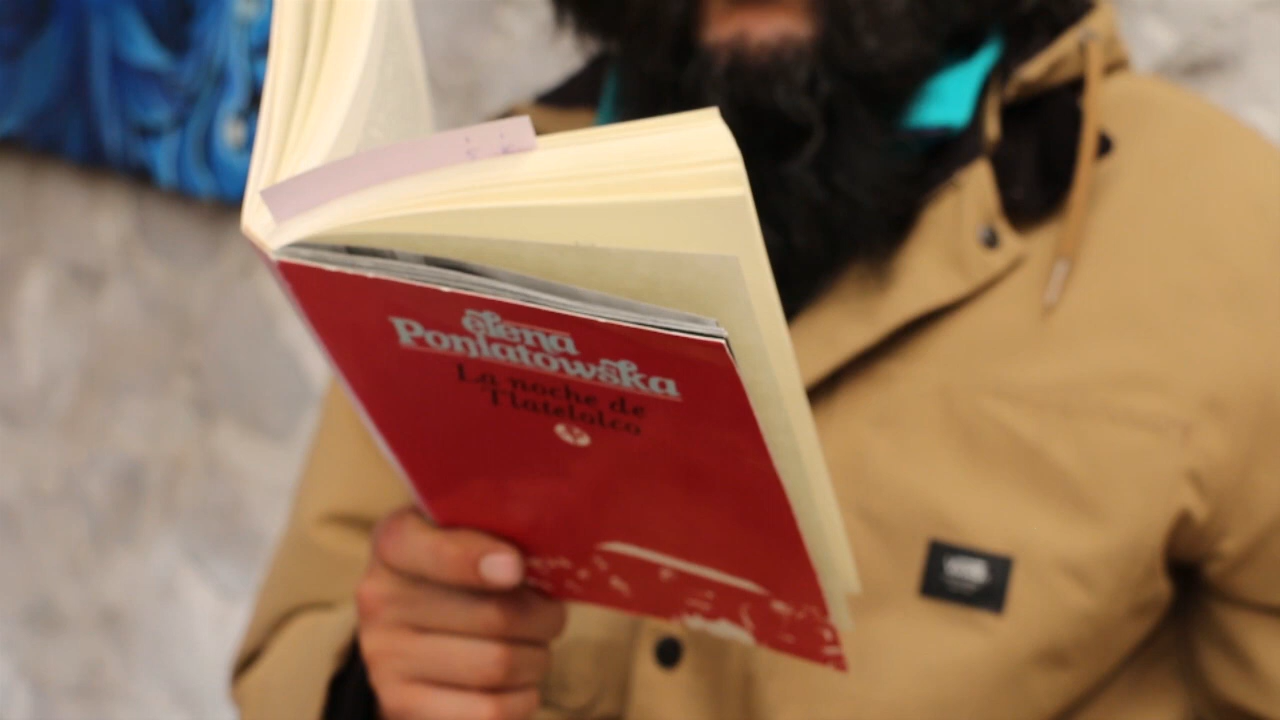 elena
Poniatowska
La noche de
Tlatelolco